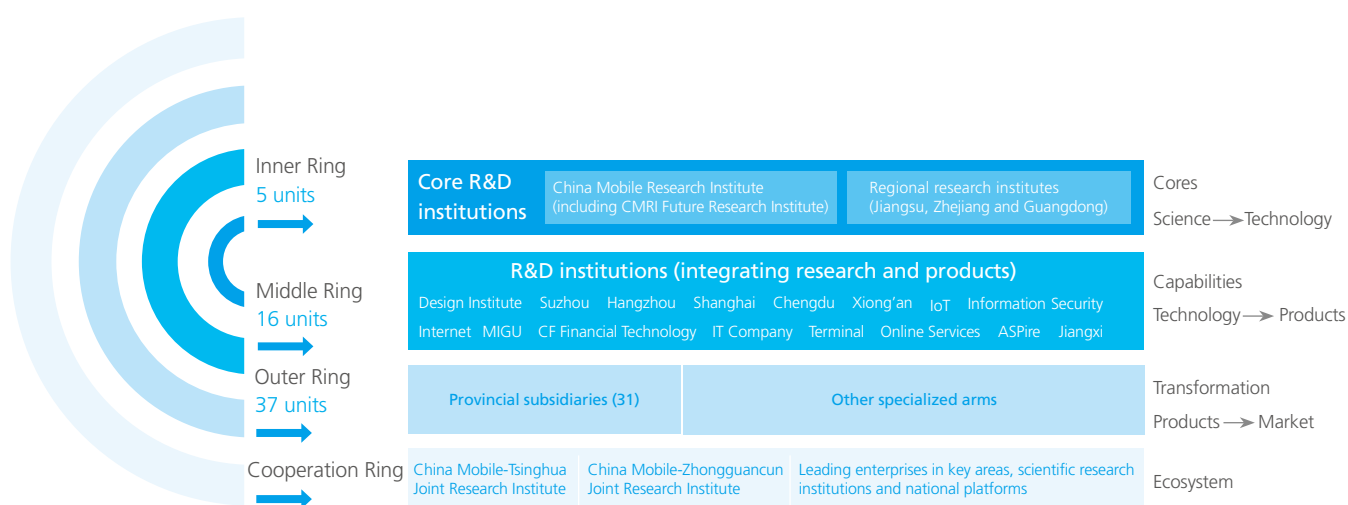 Inner Ring
5 units
Core R&D
institutions
China Mobile Research Institute
(including CMRI Future Research Institute)
Regional research institutes
(Jiangsu, Zhejiang and Guangdong)
Cores
Science Technology
Middle Ring
16 units
R&D institutions (integrating research and products)
Design Institute Suzhou Hangzhou Shanghai Chengdu Xiong'an IoT Information Security
Internet MIGU CF Financial Technology IT Company Terminal Online Services ASPire Jiangxi
Capabilities
Technology Products
Outer Ring
37 units
Provincial subsidiaries (31)
Other specialized arms
Transformation
Products Market
Cooperation Ring
China Mobile-Tsinghua
Joint Research Institute
China Mobile-Zhongguancun
Joint Research Institute
Leading enterprises in key areas, scientific research
institutions and national platforms
Ecosystem